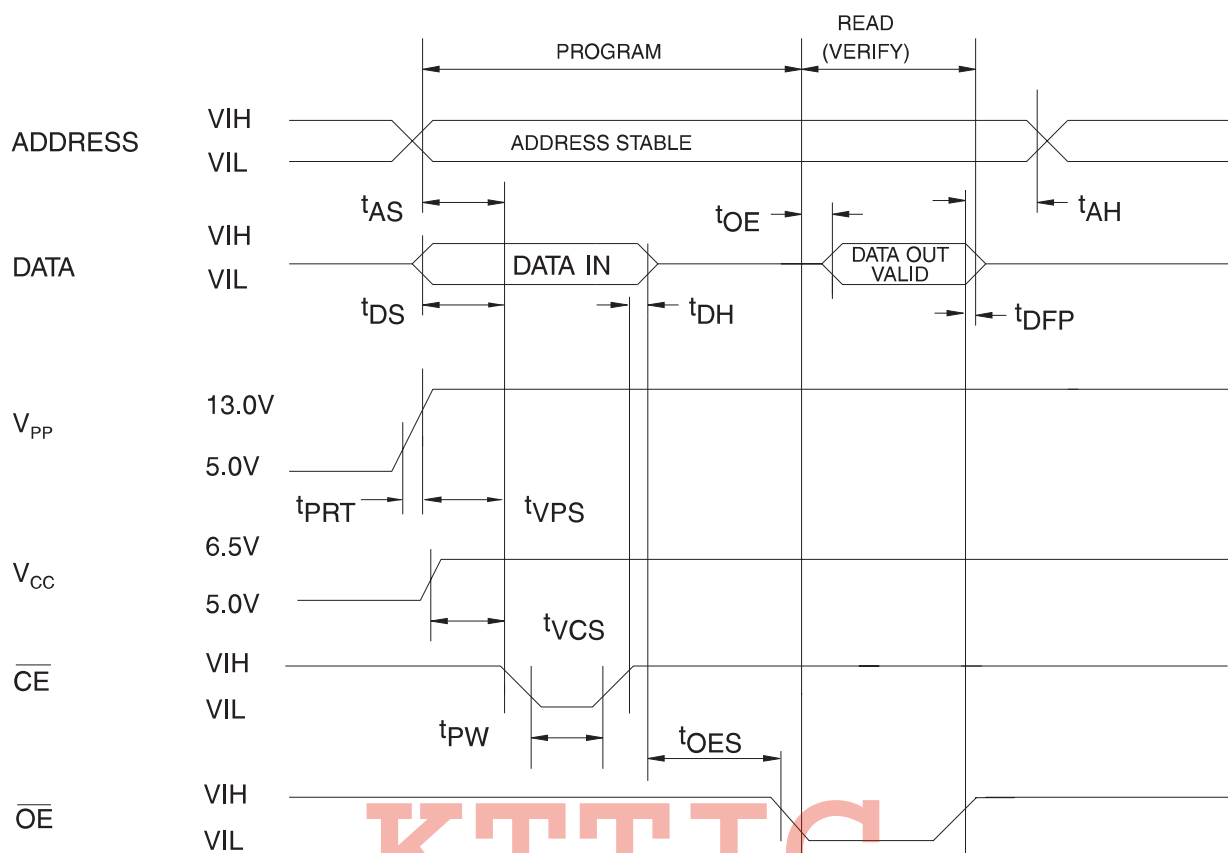 READ
PROGRAM (VERIFY)
VIH
ADDRESS ADDRESS STABLE
VIL
tAS tOE tAH
VIH
DATA DATA IN DATA OUT
VIL VALID
tDS tDH tDFP
13.0V
VPP
5.0V
tPRT tVPS
6.5V
VCC
5.0V
tVCS
VIH
CE
VIL
tPW tOES
VIH
OE
VIL
KTTIC